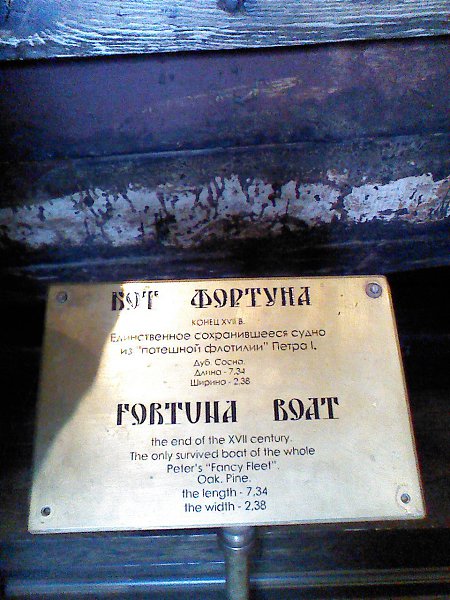 БОТ ФОРТУНА
КОНЕЦ XVII В.
Единственное сохранившееся судно
из "потешной флотилии" Петра I.
Дуб. Сосна.
Длина - 7,34
Ширина - 2,38
FORTUNA BOAT
the end of the XVII century.
The only survived boat of the whole
Peter's "Fancy Fleet".
Oak. Pine.
the length - 7,34
the width - 2,38